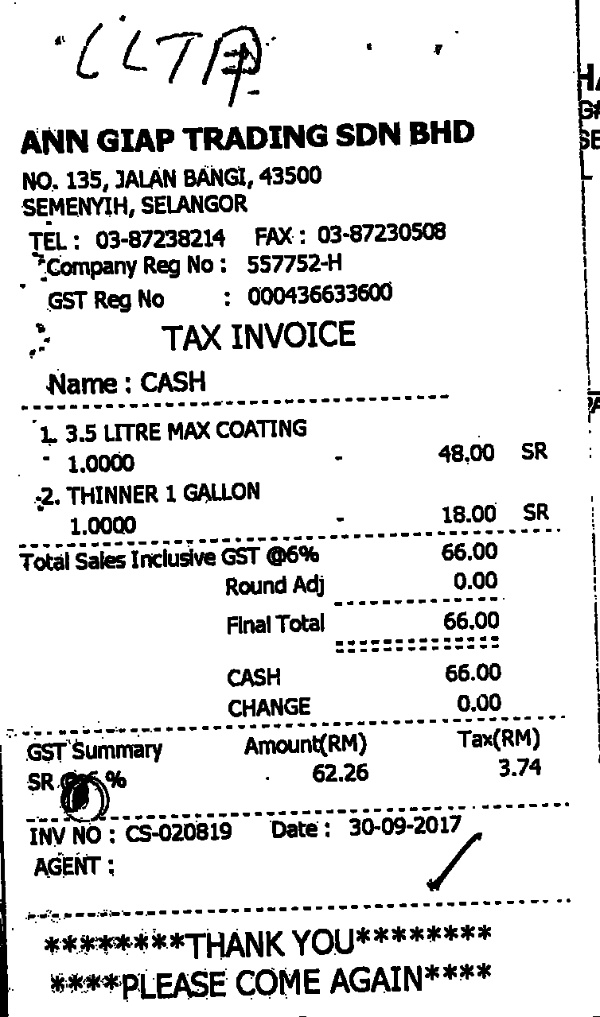 ANN GIAP TRADING SDN BHD
NO. 135, JALAN BANGI, 43500
SEMENYIH, SELANGOR
TEL : 03-87238214 FAX : 03-87230508
Company Reg No : 557752-H
GST Reg No : 000436633600
TAX INVOICE
Name : CASH
1. 3.5 LITRE MAX COATING
1.0000 - 48.00 SR
2. THINNER 1 GALLON
1.0000 - 18.00 SR
Total Sales Inclusive GST @6% 66.00
Round Adj 0.00
Final Total 66.00
CASH 66.00
CHANGE 0.00
GST Summary Amount(RM) Tax(RM)
SR % 62.26 3.74
INV NO : CS-020819 Date : 30-09-2017
AGENT :
********THANK YOU********
****PLEASE COME AGAIN****